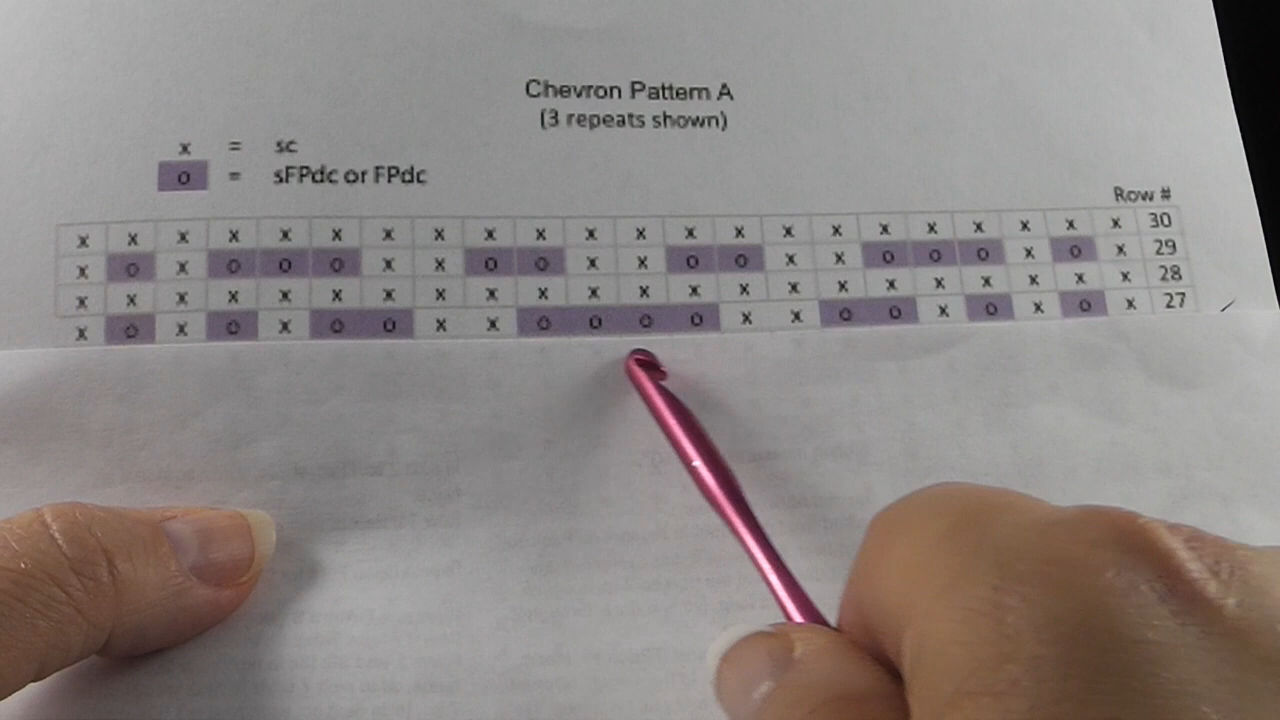 Chevron Pattern A
(3 repeats shown)
x = sc
o = sFPdc or FPdc
Row #
x x x x x x x x x x x x x x x x x x x x x x 30
x o x o o o x x o o x x o o x x o o o x o x 29
x x x x x x x x x x x x x x x x x x x x x x 28
x o x o x o o x x o o o o x x o o x o x o x 27